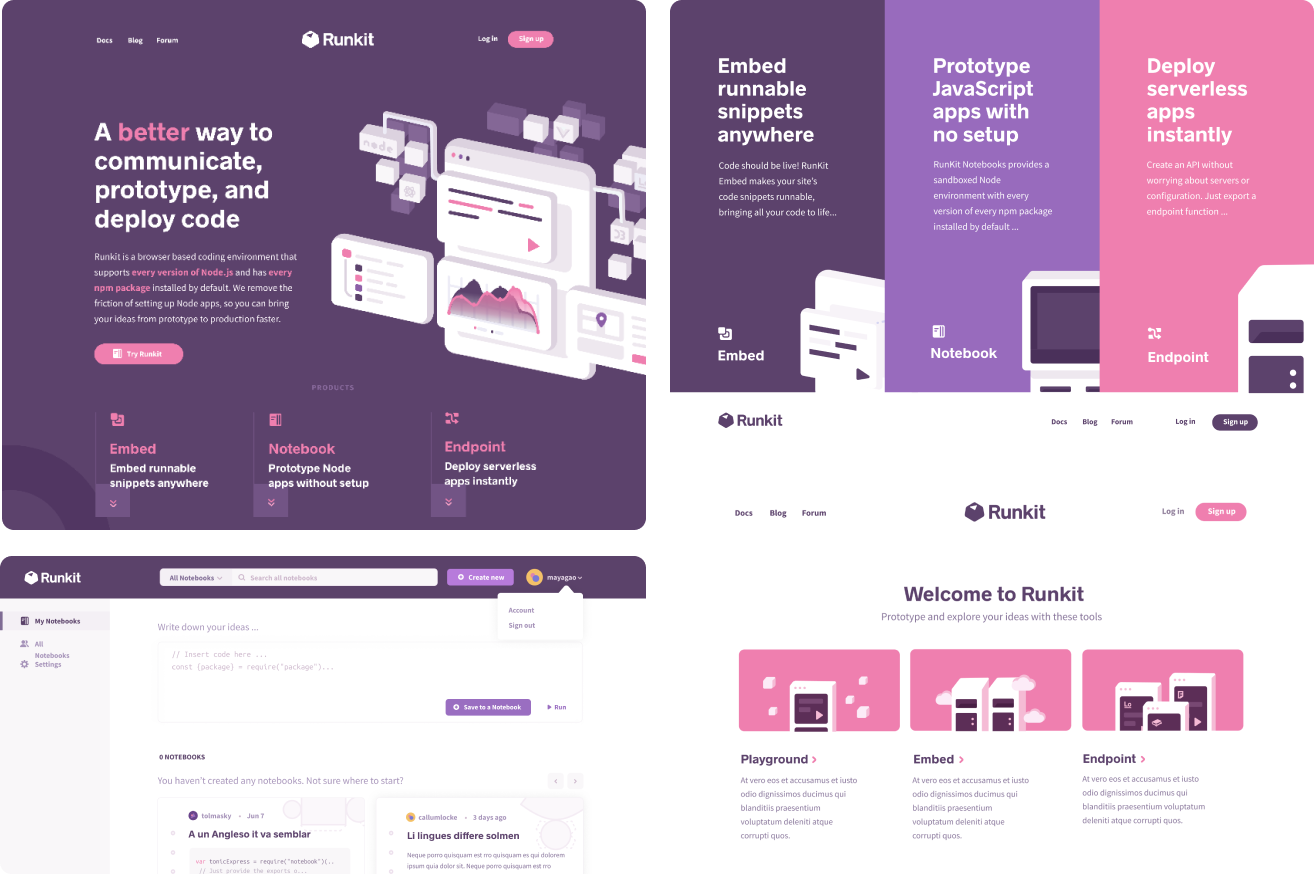 Docs Blog Forum
Runkit
Log in Sign up
A better way to
communicate,
prototype, and
deploy code
Runkit is a browser based coding environment that
supports every version of Node.js and has every
npm package installed by default. We remove the
friction of setting up Node apps, so you can bring
your ideas from prototype to production faster.
Try Runkit
node
PRODUCTS
Embed
Embed runnable
snippets anywhere
Notebook
Prototype Node
apps without setup
Endpoint
Deploy serverless
apps instantly
Embed
runnable
snippets
anywhere
Code should be live! RunKit
Embed makes your site's
code snippets runnable,
bringing all your code to life...
Embed
Prototype
JavaScript
apps with
no setup
RunKit Notebooks provides a
sandboxed Node
environment with every
version of every npm package
installed by default ...
Notebook
Deploy
serverless
apps
instantly
Create an API without
worrying about servers or
configuration. Just export a
endpoint function ...
Endpoint
Runkit
Docs Blog Forum
Log in Sign up
Docs Blog Forum
Runkit
Log in Sign up
Welcome to Runkit
Prototype and explore your ideas with these tools
Lo
Playground
At vero eos et accusamus et iusto
odio dignissimos ducimus qui
blanditiis praesentium
voluptatum deleniti atque
corrupti quos.
Embed
At vero eos et accusamus et iusto
odio dignissimos ducimus qui
blanditiis praesentium
voluptatum deleniti atque
corrupti quos.
Endpoint
At vero eos et accusamus et iusto
odio dignissimos ducimus qui
blanditiis praesentium voluptatum
deleniti atque corrupti quos.
Runkit
All Notebooks
Search all notebooks
Create new
mayagao
Account
Sign out
My Notebooks
All
Notebooks
Settings
Write down your ideas ...
// Insert code here ...
const {package} = require("package")...
Save to a Notebook
Run
0 NOTEBOOKS
You haven't created any notebooks. Not sure where to start?
tolmasky • Jun 7
A un Angleso it va semblar
var tonicExpress = require("notebook")(..
// Just provide the exports o...
callumlocke • 3 days ago
Li lingues differe solmen
Neque porro quisquam est rro quisquam es qui dolorem
ipsum quia dolor sit. Neque porro quisquam est rro